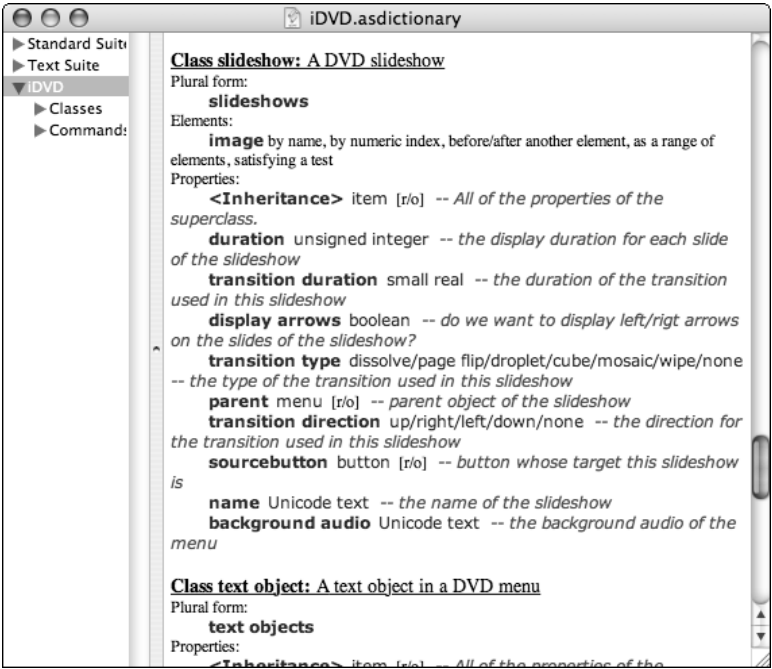 iDVD.asdictionary
Standard Suite
Text Suite
iDVD
Classes
Commands
Class slideshow: A DVD slideshow
Plural form:
slideshows
Elements:
image by name, by numeric index, before/after another element, as a range of
elements, satisfying a test
Properties:
<Inheritance> item [r/o] -- All of the properties of the
superclass.
duration unsigned integer -- the display duration for each slide
of the slideshow
transition duration small real -- the duration of the transition
used in this slideshow
display arrows boolean -- do we want to display left/rigt arrows
on the slides of the slideshow?
transition type dissolve/page flip/droplet/cube/mosaic/wipe/none
-- the type of the transition used in this slideshow
parent menu [r/o] -- parent object of the slideshow
transition direction up/right/left/down/none -- the direction for
the transition used in this slideshow
sourcebutton button [r/o] -- button whose target this slideshow
is
name Unicode text -- the name of the slideshow
background audio Unicode text -- the background audio of the
menu
Class text object: A text object in a DVD menu
Plural form:
text objects
Properties:
<Inheritance> item [r/o] -- All of the properties of the